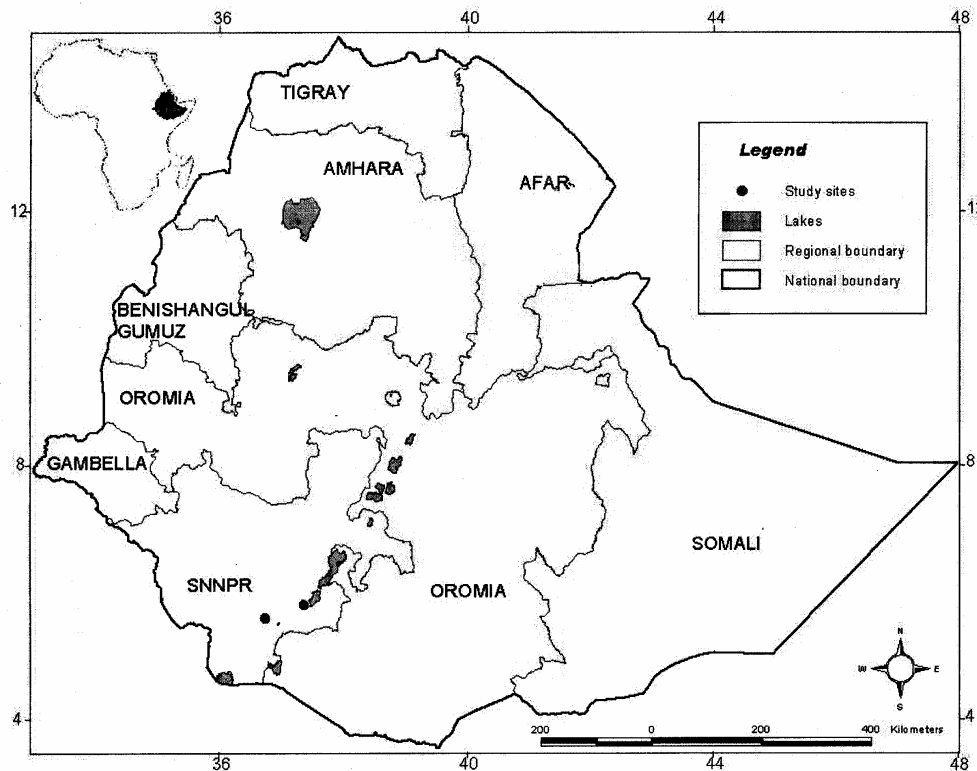 36 40 44 48
TIGRAY
AMHARA
AFAR
Legend
Study sites
Lakes
Regional boundary
National boundary
12
BENISHANGUL
GUMUZ
OROMIA
8 8
GAMBELLA
SOMALI
SNNPR
OROMIA
N
W E
S
4 4
200 0 200 400 Kilometers
36 40 44 48